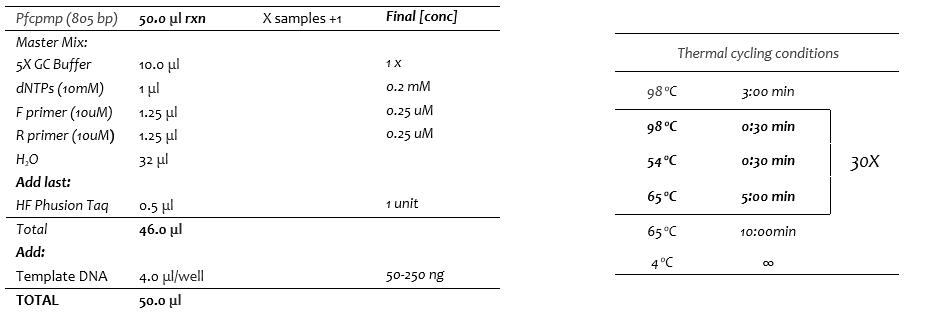 Pfcpmp (805 bp) 50.0 µl rxn X samples +1 Final [conc]
Master Mix:
5X GC Buffer 10.0 µl 1 x
dNTPs (10mM) 1 µl 0.2 mM
F primer (10uM) 1.25 µl 0.25 uM
R primer (10uM) 1.25 µl 0.25 uM
H₂O 32 µl
Add last:
HF Phusion Taq 0.5 µl 1 unit
Total 46.0 µl
Add:
Template DNA 4.0 µl/well 50-250 ng
TOTAL 50.0 µl
Thermal cycling conditions
98°C 3:00 min
98°C 0:30 min
54°C 0:30 min
30X
65°C 5:00 min
65°C 10:00min
4°C ∞